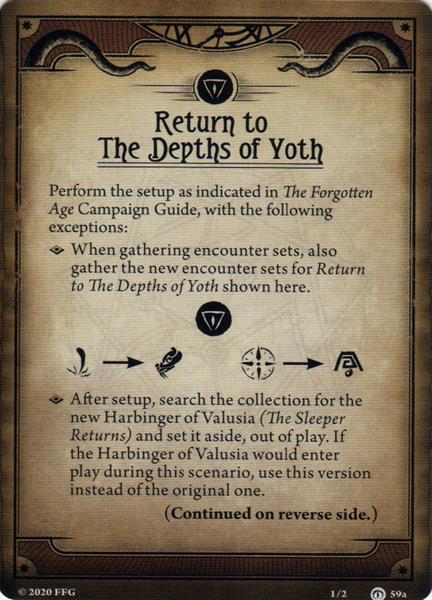 Return to
The Depths of Yoth
Perform the setup as indicated in The Forgotten
Age Campaign Guide, with the following
exceptions:
When gathering encounter sets, also
gather the new encounter sets for Return
to The Depths of Yoth shown here.
After setup, search the collection for the
new Harbinger of Valusia (The Sleeper
Returns) and set it aside, out of play. If
the Harbinger of Valusia would enter
play during this scenario, use this version
instead of the original one.
(Continued on reverse side.)
© 2020 FFG
1/2
59a